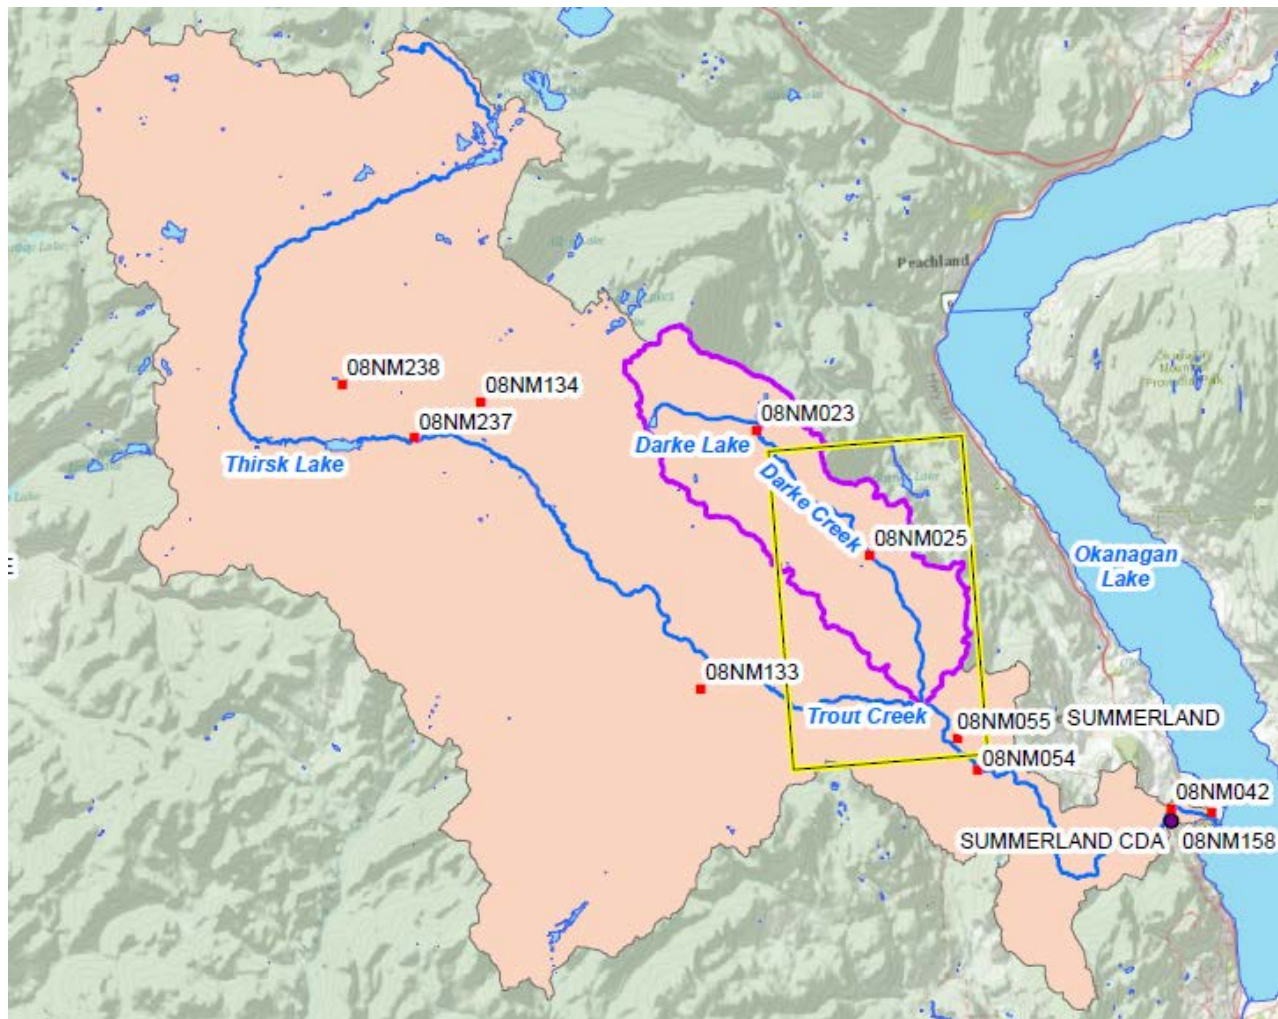 Peachland
08NM238
08NM134
08NM023
08NM237
Darke Lake
Thirsk Lake
Darke Creek
08NM025
Okanagan
Lake
08NM133
Trout Creek
08NM055
SUMMERLAND
08NM054
08NM042
SUMMERLAND CDA
08NM158